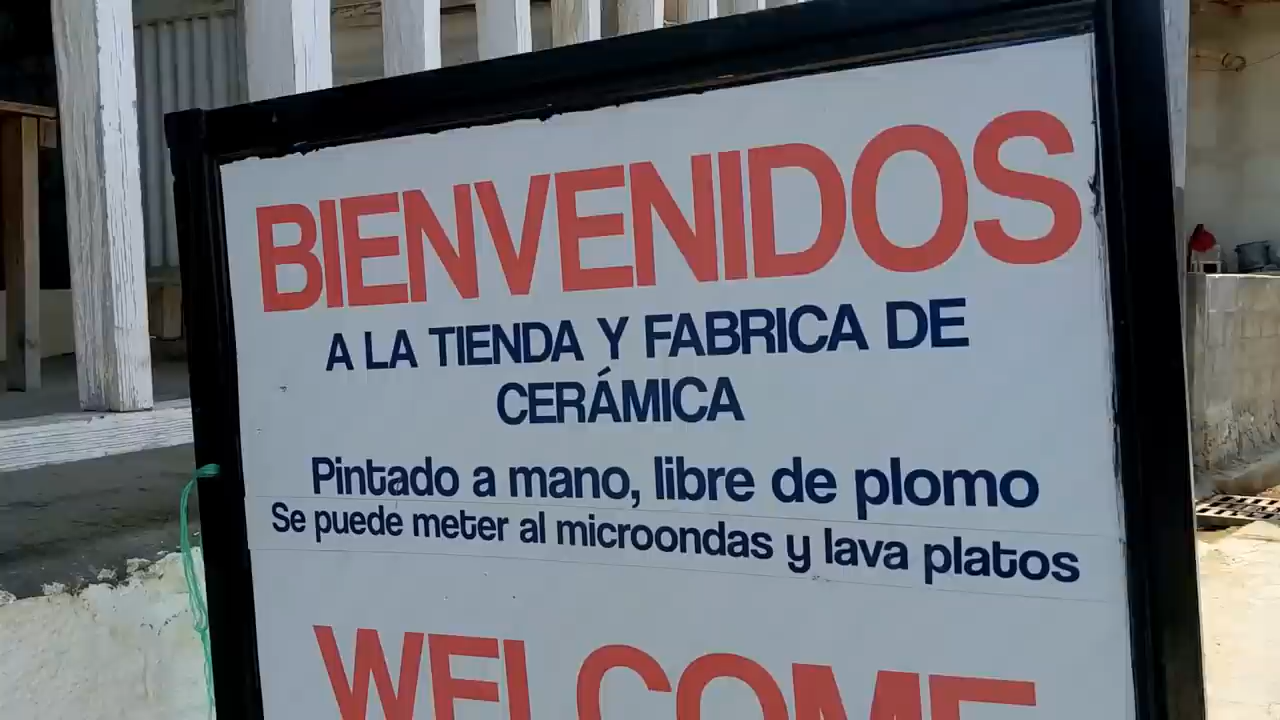 BIENVENIDOS
A LA TIENDA Y FABRICA DE
CERÁMICA
Pintado a mano, libre de plomo
Se puede meter al microondas y lava platos
WELCOME